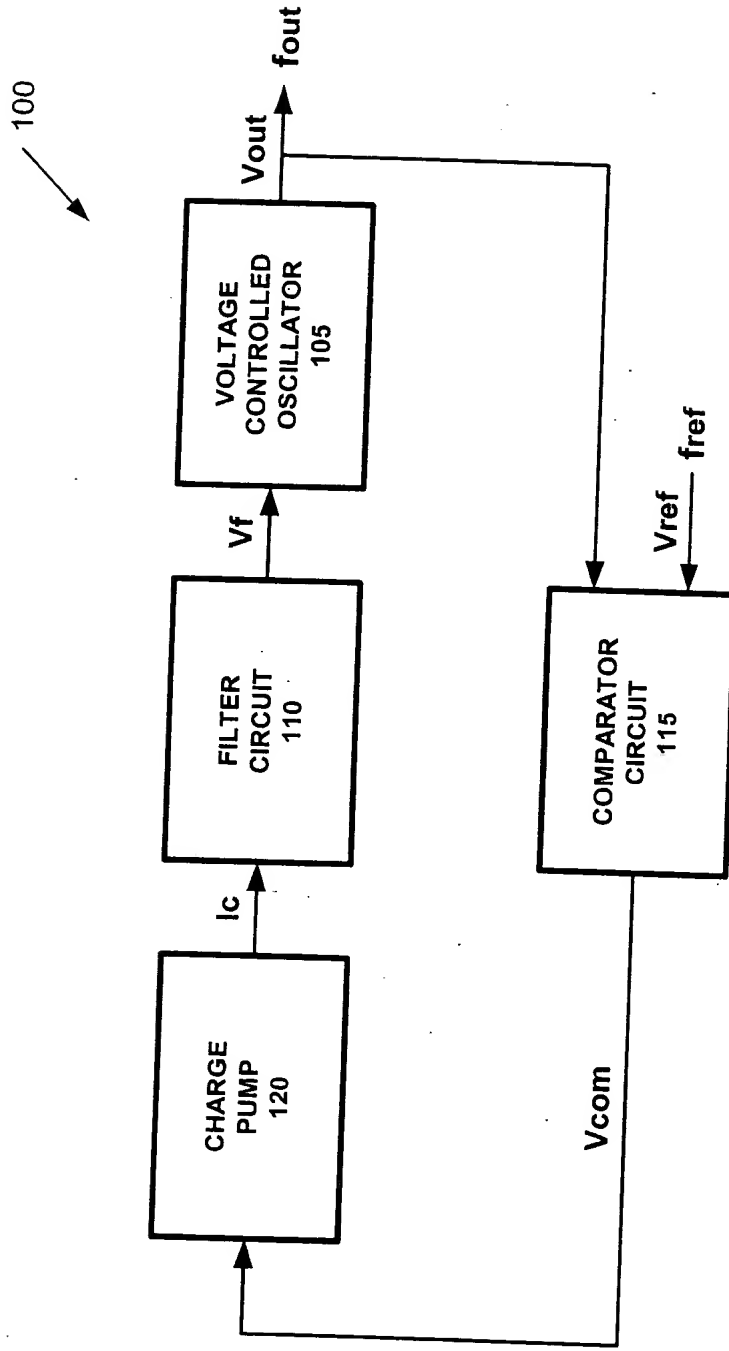 100
CHARGE
PUMP
120
Ic
FILTER
CIRCUIT
110
Vf
VOLTAGE
CONTROLLED
OSCILLATOR
105
Vout
fout
Vcom
COMPARATOR
CIRCUIT
115
Vref
fref